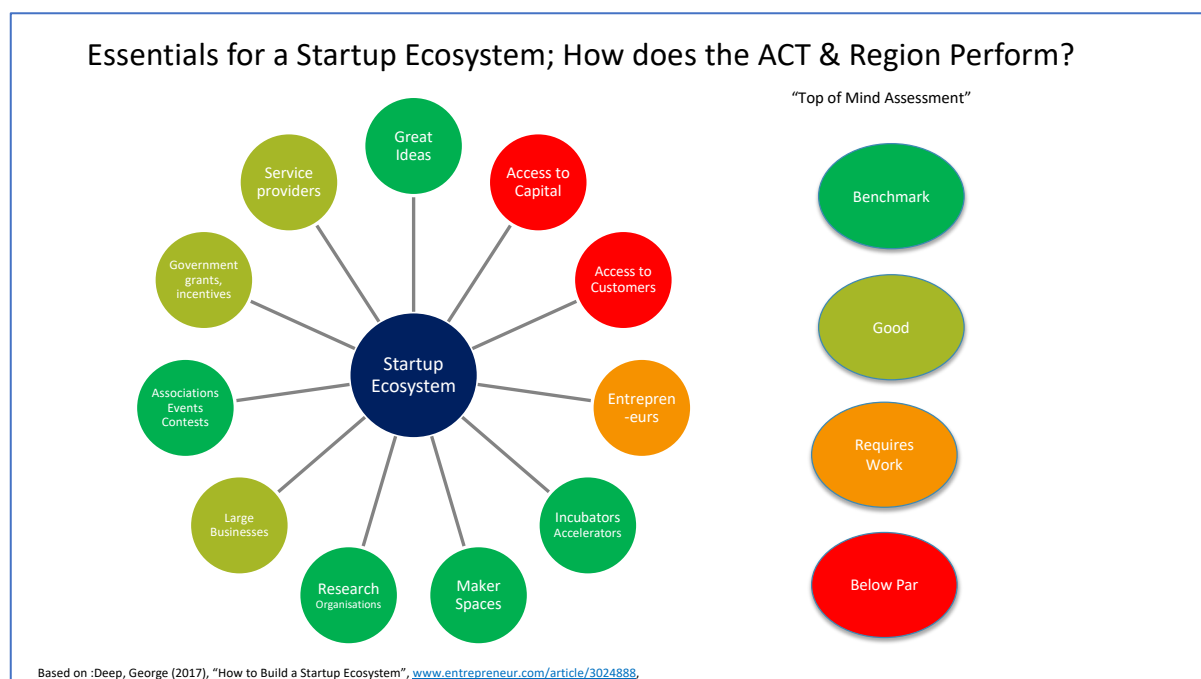 Essentials for a Startup Ecosystem; How does the ACT & Region Perform?
“Top of Mind Assessment”
Great
Ideas
Access to
Capital
Access to
Customers
Entrepren
-eurs
Incubators
Accelerators
Maker
Spaces
Research
Organisations
Large
Businesses
Associations
Events
Contests
Government
grants,
incentives
Service
providers
Startup
Ecosystem
Benchmark
Good
Requires
Work
Below Par
Based on :Deep, George (2017), “How to Build a Startup Ecosystem”, www.entrepreneur.com/article/3024888,